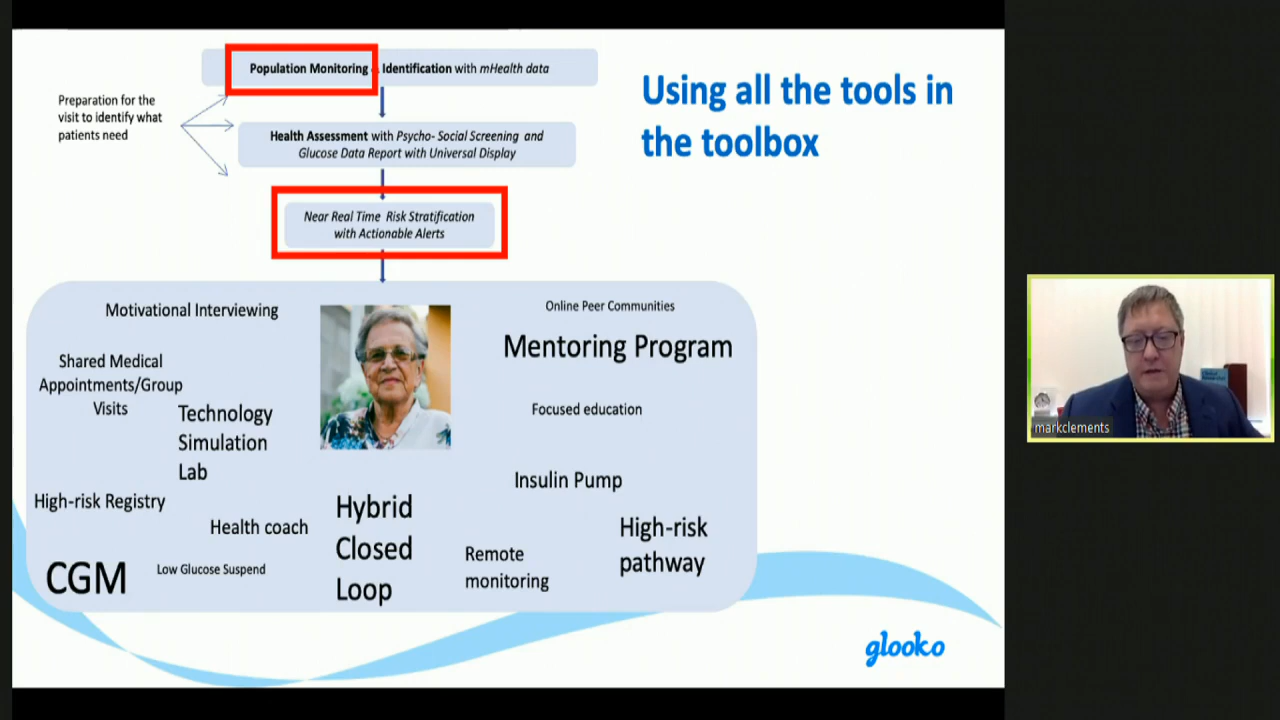 Population Monitoring & Identification with mHealth data
Using all the tools in
the toolbox
Preparation for the
visit to identify what
patients need
Health Assessment with Psycho- Social Screening and
Glucose Data Report with Universal Display
Near Real Time Risk Stratification
with Actionable Alerts
Motivational Interviewing
Online Peer Communities
Mentoring Program
Shared Medical
Appointments/Group
Visits
Technology
Simulation
Lab
Focused education
Insulin Pump
High-risk Registry
Health coach
Hybrid
Closed
Loop
High-risk
pathway
Remote
monitoring
CGM
Low Glucose Suspend
glooko
markclements